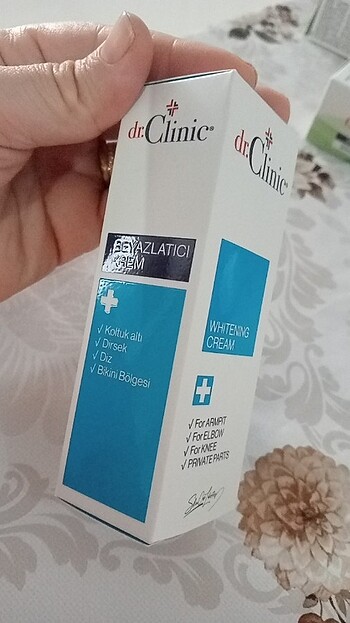 dr.Clinic®
BEYAZLATICI
KREM
√ Koltuk altı
√ Dirsek
√ Diz
√ Bikini Bölgesi
dr.Clinic®
WHITENING
CREAM
√ For ARMPIT
√ For ELBOW
√ For KNEE
√ PRIVATE PARTS